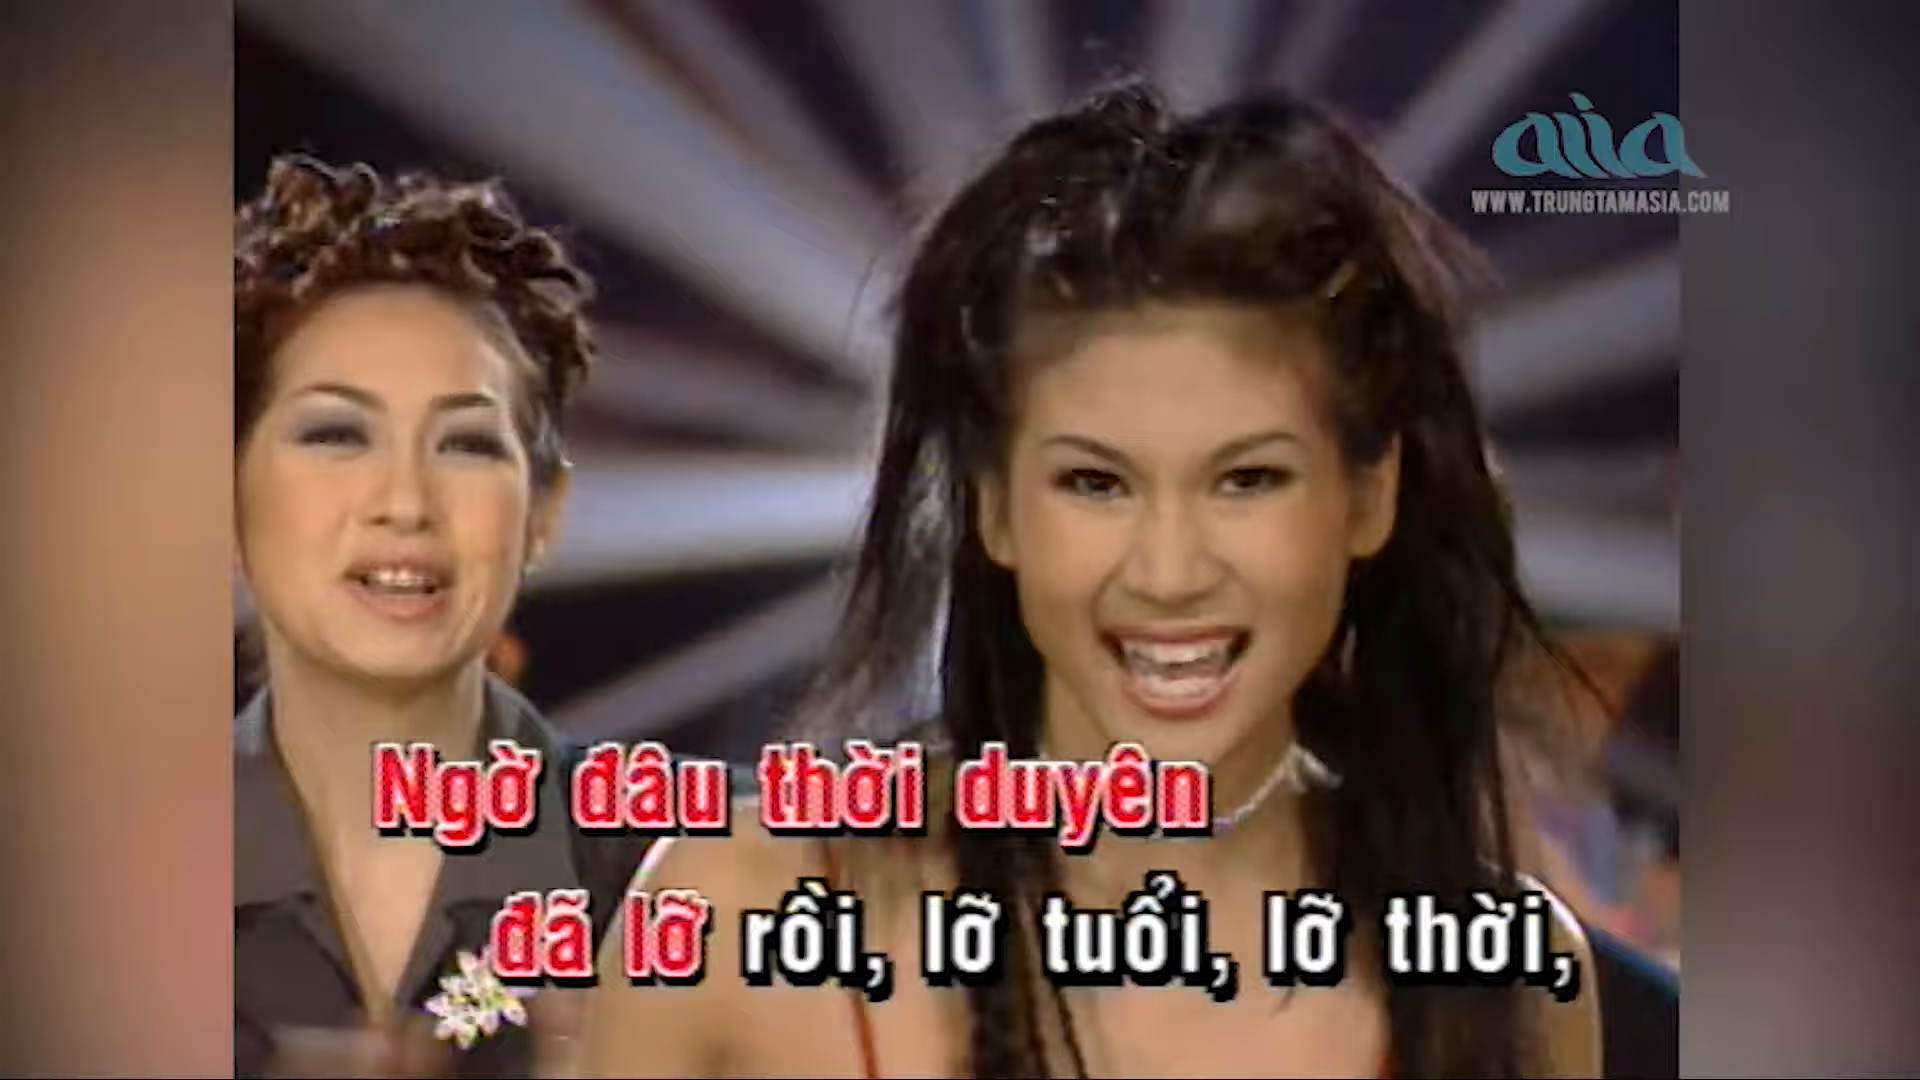 asia
WWW.TRUNGTAMASIA.COM
Ngờ đâu thời duyên
đã lỡ rồi, lỡ tuổi, lỡ thời,